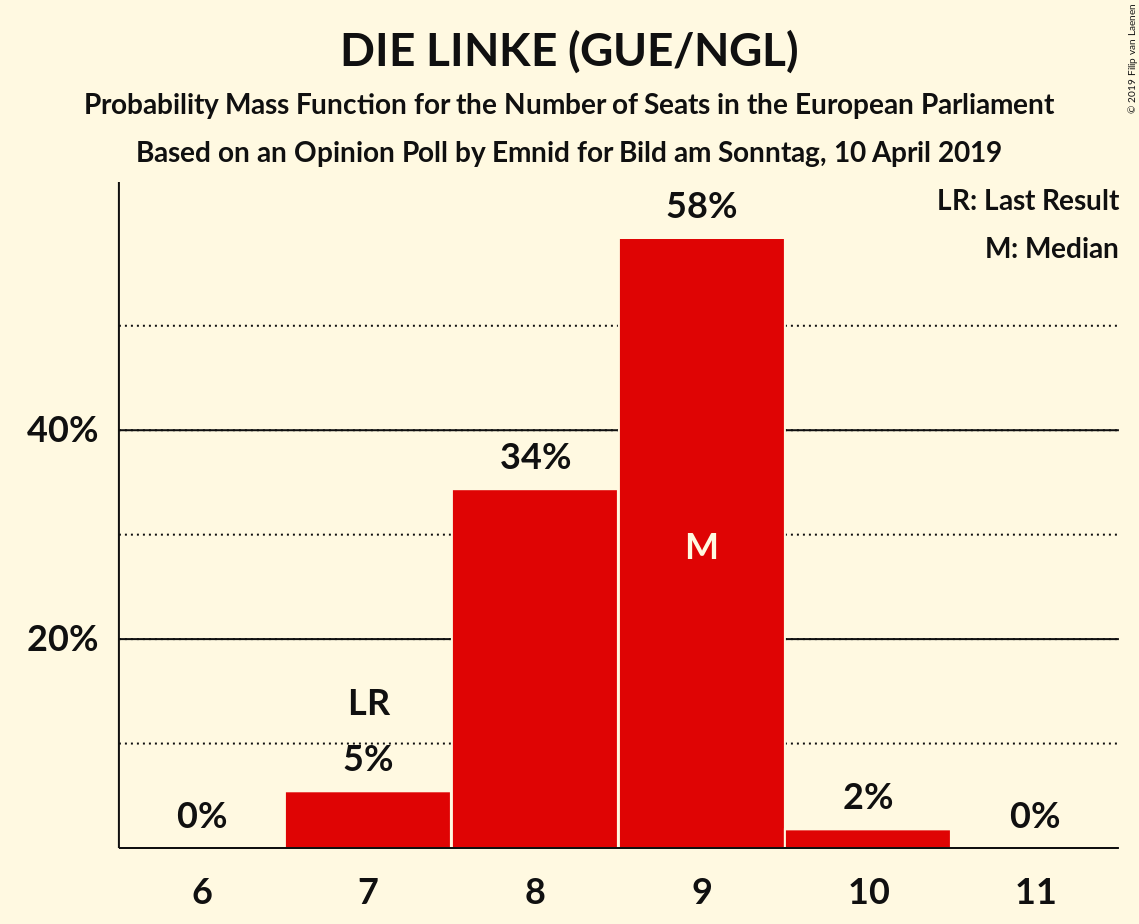 DIE LINKE (GUE/NGL)
Probability Mass Function for the Number of Seats in the European Parliament
Based on an Opinion Poll by Emnid for Bild am Sonntag, 10 April 2019
© 2019 Filip van Laenen
LR: Last Result
M: Median
58%
40%
34%
M
20%
LR
5%
0%
2%
0%
6 7 8 9 10 11